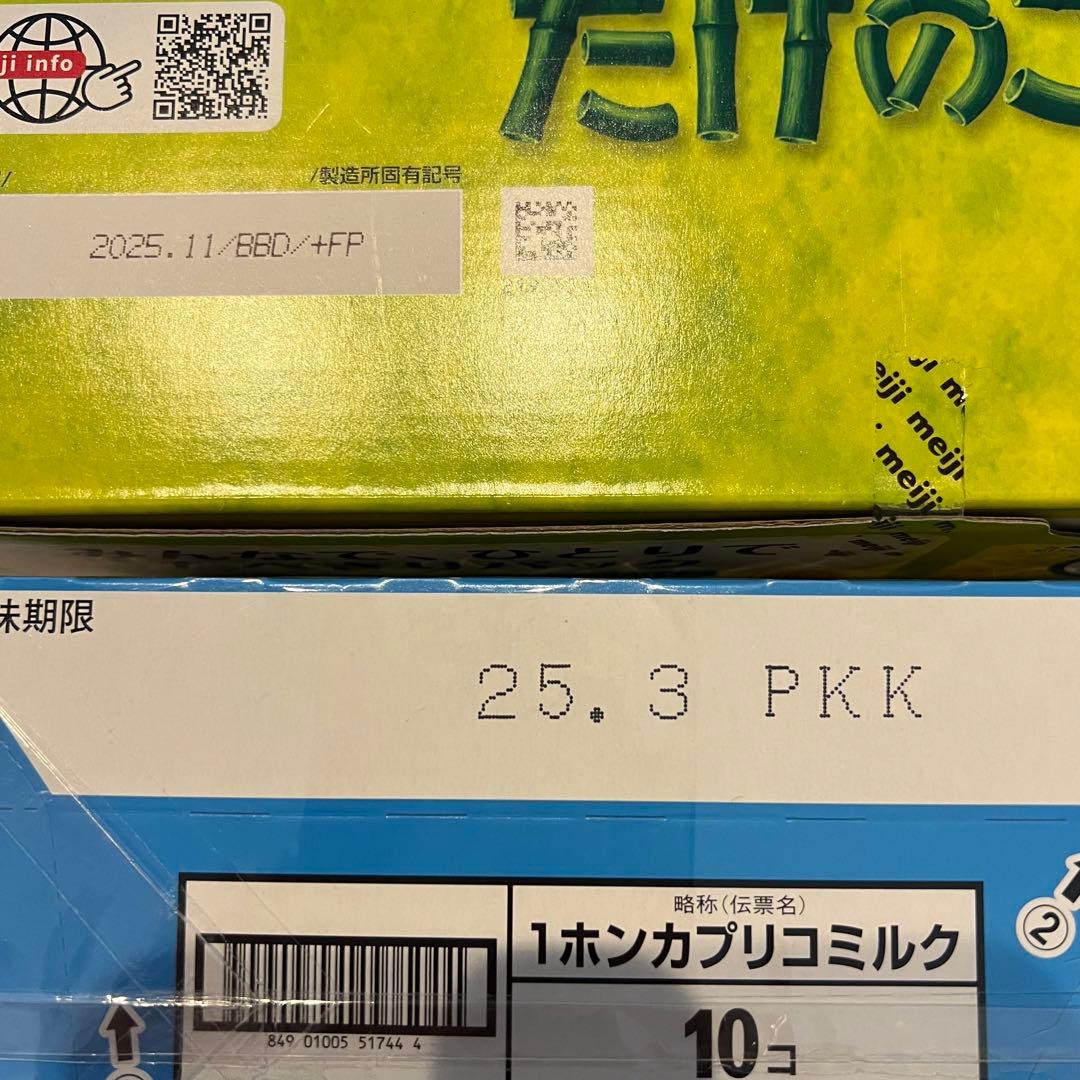 たけのこ
ji info
/製造所固有記号
2025.11/BBD/+FP
meiji
meiji
味期限
25.3 PKK
略称(伝票名)
1ホンカプリコミルク
849 01005 51744 4
10コ
②